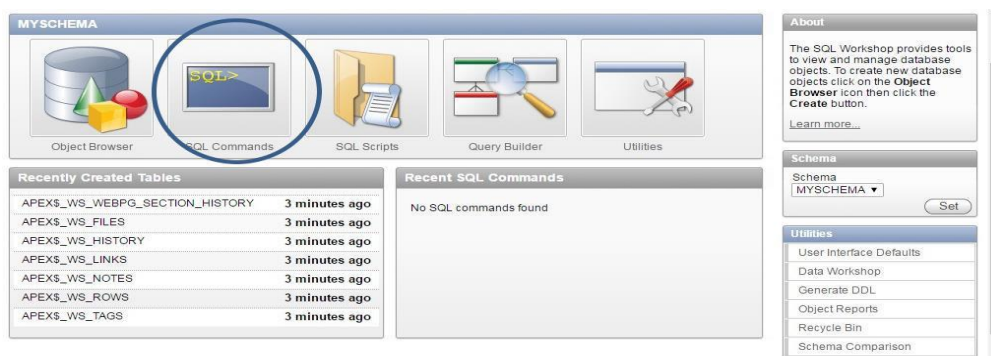 MYSCHEMA
SQL>
Object Browser
SQL Commands
SQL Scripts
Query Builder
Utilities
Recently Created Tables
APEX$_WS_WEBPG_SECTION_HISTORY 3 minutes ago
APEX$_WS_FILES 3 minutes ago
APEX$_WS_HISTORY 3 minutes ago
APEX$_WS_LINKS 3 minutes ago
APEX$_WS_NOTES 3 minutes ago
APEX$_WS_ROWS 3 minutes ago
APEX$_WS_TAGS 3 minutes ago
Recent SQL Commands
No SQL commands found
About
The SQL Workshop provides tools
to view and manage database
objects. To create new database
objects click on the Object
Browser icon then click the
Create button.
Learn more...
Schema
Schema
MYSCHEMA
Set
Utilities
User Interface Defaults
Data Workshop
Generate DDL
Object Reports
Recycle Bin
Schema Comparison